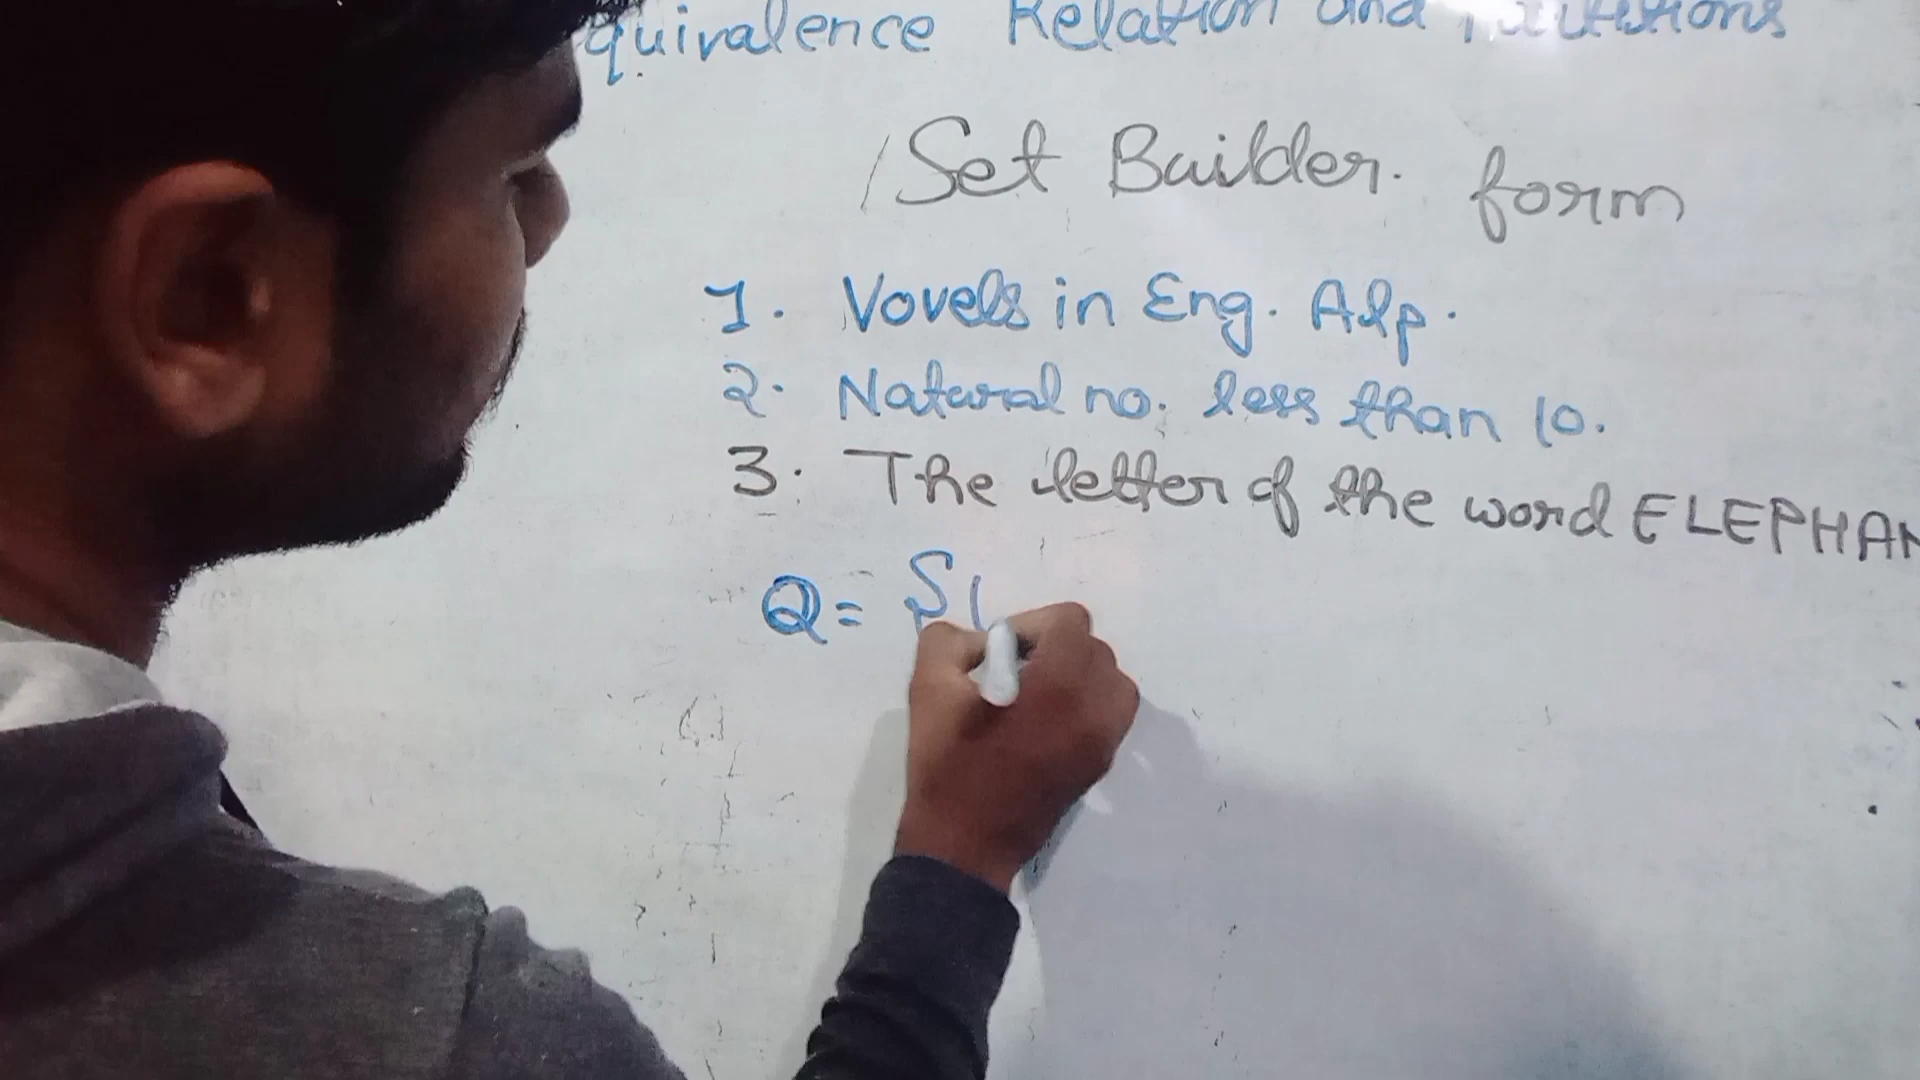 quivalence Relation and
Set Builder. form
1. Vovels in Eng. Alp.
2. Natural no. less than 10.
3. The letter of the word ELEPHAN
Q = {